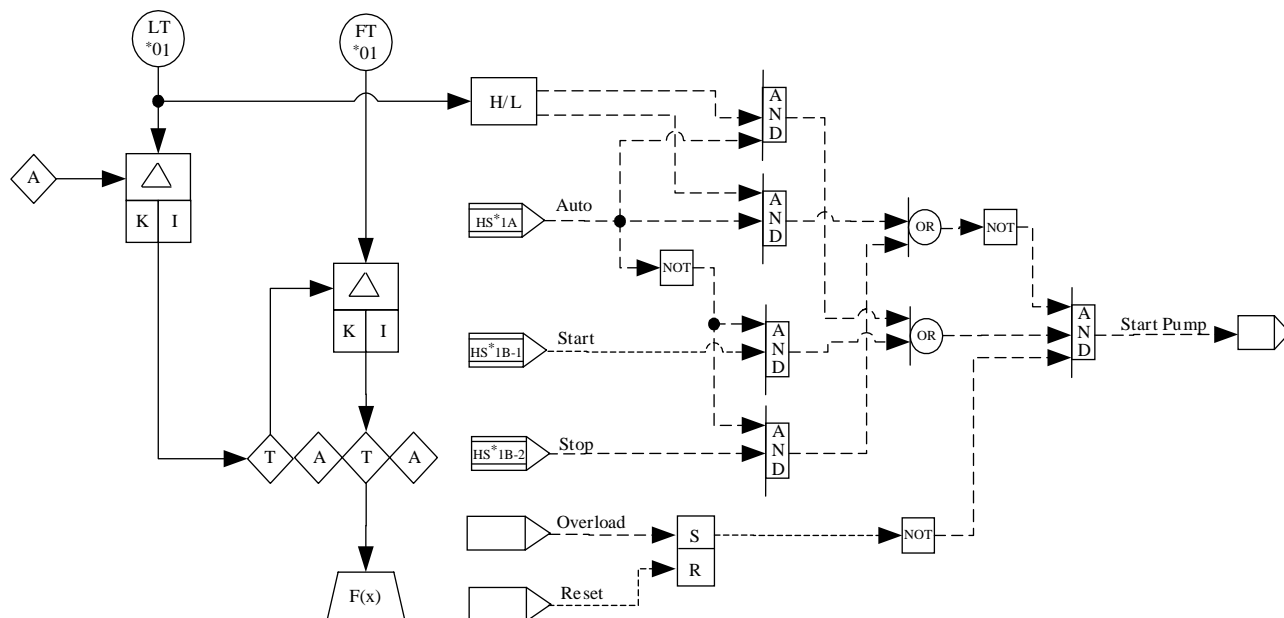 LT
*01
FT
*01
H/L
A
N
D
A
K
I
HS*1A
Auto
A
N
D
OR
NOT
NOT
K
I
HS*1B-1
Start
A
N
D
OR
A
N
D
Start Pump
T
A
T
A
HS*1B-2
Stop
A
N
D
Overload
S
R
NOT
Reset
F(x)